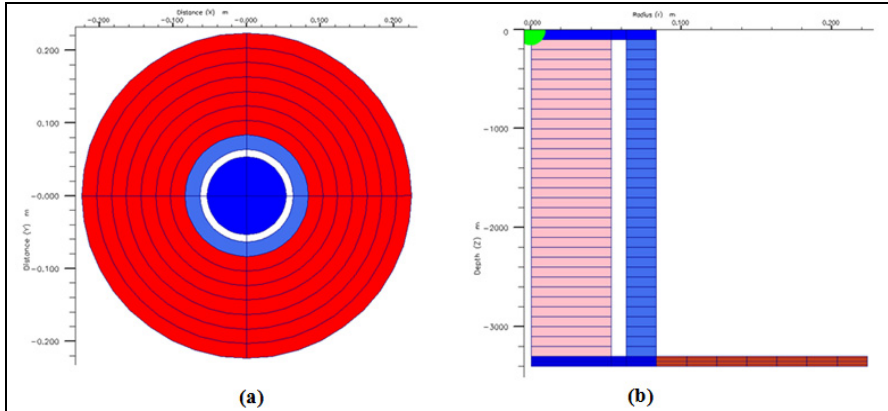 Distance (X) m
-0.200 -0.100 -0.000 0.100 0.200
0.200
0.100
-0.000
-0.100
-0.200
Distance (Y) m
(a)
Radius (r) m
0.000 0.100 0.200
0
-1000
-2000
-3000
Depth (Z) m
(b)